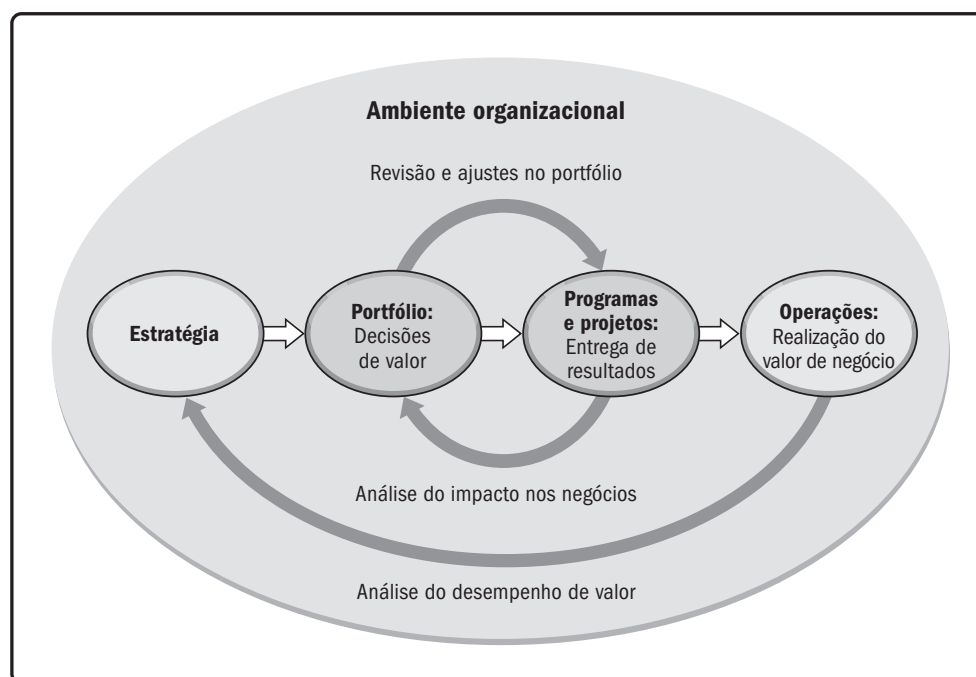 Ambiente organizacional
Revisão e ajustes no portfólio
Estratégia
Portfólio:
Decisões
de valor
Programas
e projetos:
Entrega de
resultados
Operações:
Realização do
valor de negócio
Análise do impacto nos negócios
Análise do desempenho de valor